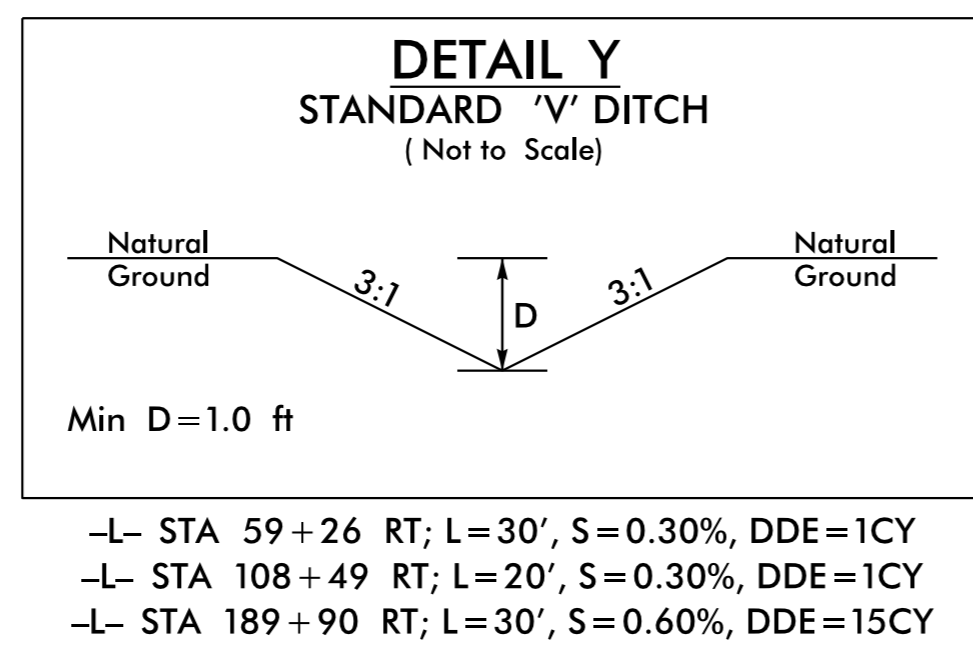 DETAIL Y
STANDARD 'V' DITCH
( Not to Scale)
Natural
Ground
3:1
D
3:1
Natural
Ground
Min D=1.0 ft
–L– STA 59+26 RT; L=30', S=0.30%, DDE=1CY
–L– STA 108+49 RT; L=20', S=0.30%, DDE=1CY
–L– STA 189+90 RT; L=30', S=0.60%, DDE=15CY